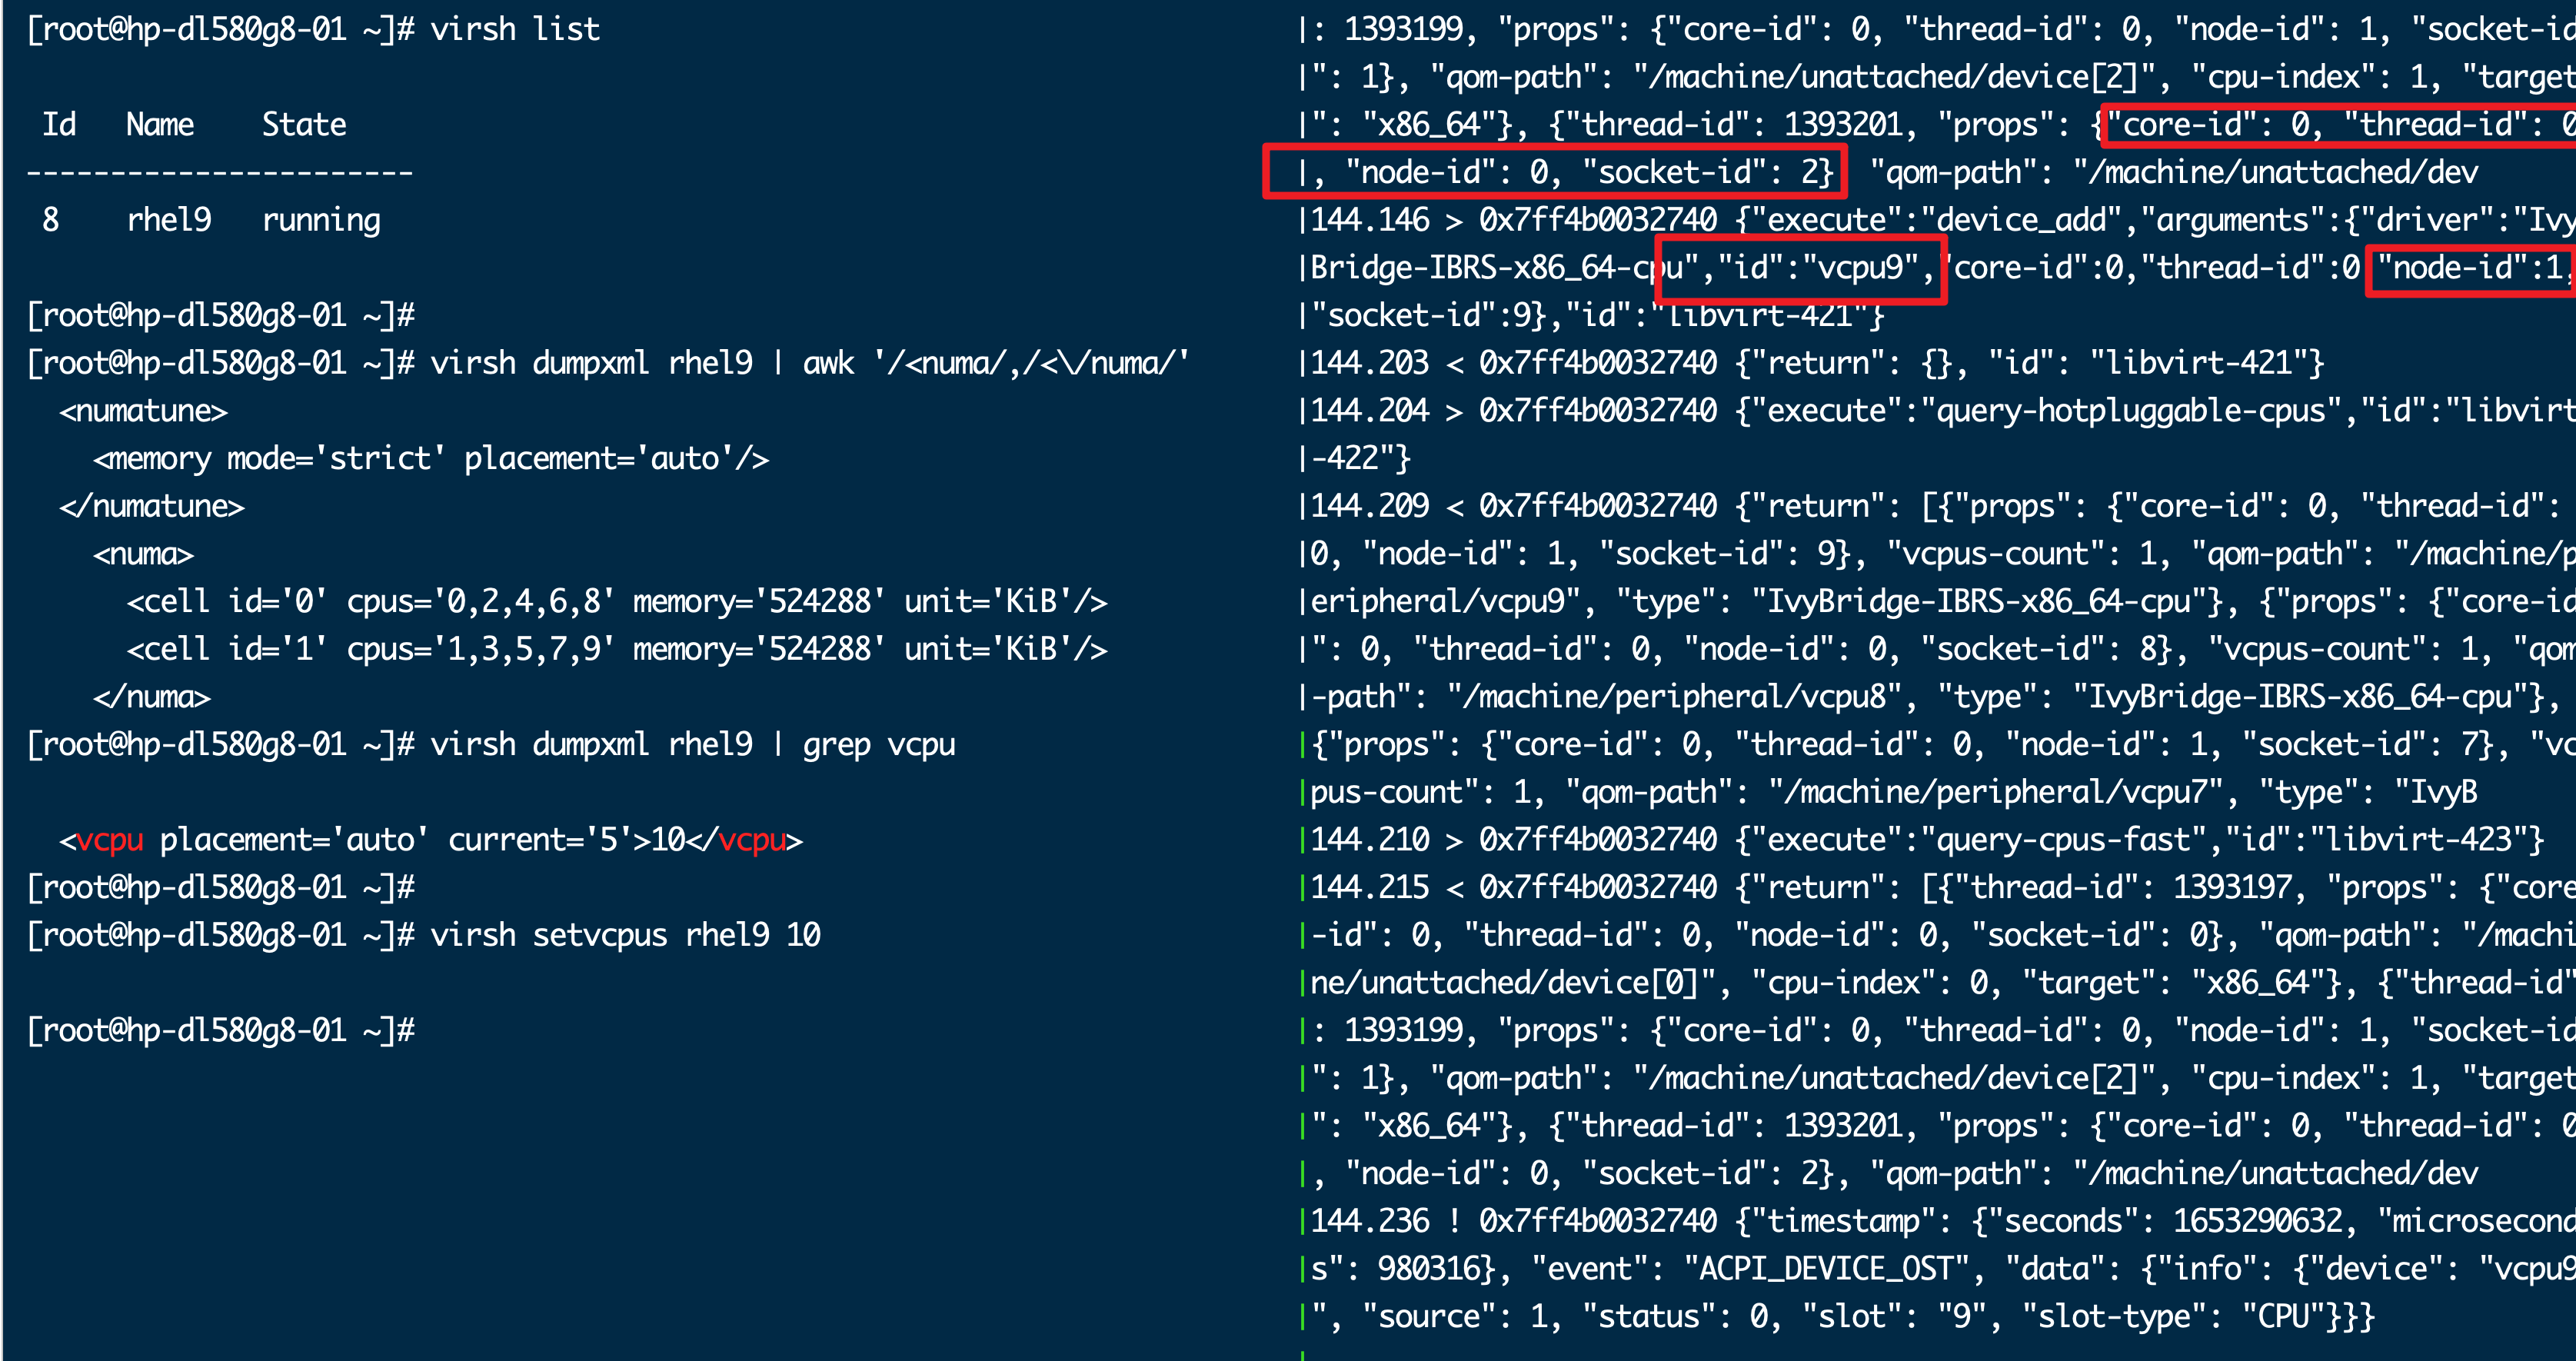 [root@hp-dl580g8-01 ~]# virsh list
Id Name State
-----------------------
8 rhel9 running
[root@hp-dl580g8-01 ~]#
[root@hp-dl580g8-01 ~]# virsh dumpxml rhel9 | awk '/<numa/,/<\/numa/'
<numatune>
<memory mode='strict' placement='auto'/>
</numatune>
<numa>
<cell id='0' cpus='0,2,4,6,8' memory='524288' unit='KiB'/>
<cell id='1' cpus='1,3,5,7,9' memory='524288' unit='KiB'/>
</numa>
[root@hp-dl580g8-01 ~]# virsh dumpxml rhel9 | grep vcpu
<vcpu placement='auto' current='5'>10</vcpu>
[root@hp-dl580g8-01 ~]#
[root@hp-dl580g8-01 ~]# virsh setvcpus rhel9 10
[root@hp-dl580g8-01 ~]#
|: 1393199, "props": {"core-id": 0, "thread-id": 0, "node-id": 1, "socket-id
|": 1}, "qom-path": "/machine/unattached/device[2]", "cpu-index": 1, "target
|": "x86_64"}, {"thread-id": 1393201, "props": {"core-id": 0, "thread-id": 0
|, "node-id": 0, "socket-id": 2} "qom-path": "/machine/unattached/dev
|144.146 > 0x7ff4b0032740 {"execute":"device_add","arguments":{"driver":"Ivy
|Bridge-IBRS-x86_64-cpu","id":"vcpu9","core-id":0,"thread-id":0 "node-id":1,
|"socket-id":9},"id":"libvirt-421"}
|144.203 < 0x7ff4b0032740 {"return": {}, "id": "libvirt-421"}
|144.204 > 0x7ff4b0032740 {"execute":"query-hotpluggable-cpus","id":"libvirt
|-422"}
|144.209 < 0x7ff4b0032740 {"return": [{"props": {"core-id": 0, "thread-id":
|0, "node-id": 1, "socket-id": 9}, "vcpus-count": 1, "qom-path": "/machine/p
|eripheral/vcpu9", "type": "IvyBridge-IBRS-x86_64-cpu"}, {"props": {"core-id
|": 0, "thread-id": 0, "node-id": 0, "socket-id": 8}, "vcpus-count": 1, "qom
|-path": "/machine/peripheral/vcpu8", "type": "IvyBridge-IBRS-x86_64-cpu"},
|{"props": {"core-id": 0, "thread-id": 0, "node-id": 1, "socket-id": 7}, "vc
|pus-count": 1, "qom-path": "/machine/peripheral/vcpu7", "type": "IvyB
|144.210 > 0x7ff4b0032740 {"execute":"query-cpus-fast","id":"libvirt-423"}
|144.215 < 0x7ff4b0032740 {"return": [{"thread-id": 1393197, "props": {"core
|-id": 0, "thread-id": 0, "node-id": 0, "socket-id": 0}, "qom-path": "/machi
|ne/unattached/device[0]", "cpu-index": 0, "target": "x86_64"}, {"thread-id"
|: 1393199, "props": {"core-id": 0, "thread-id": 0, "node-id": 1, "socket-id
|": 1}, "qom-path": "/machine/unattached/device[2]", "cpu-index": 1, "target
|": "x86_64"}, {"thread-id": 1393201, "props": {"core-id": 0, "thread-id": 0
|, "node-id": 0, "socket-id": 2}, "qom-path": "/machine/unattached/dev
|144.236 ! 0x7ff4b0032740 {"timestamp": {"seconds": 1653290632, "microsecond
|s": 980316}, "event": "ACPI_DEVICE_OST", "data": {"info": {"device": "vcpu9
|", "source": 1, "status": 0, "slot": "9", "slot-type": "CPU"}}}